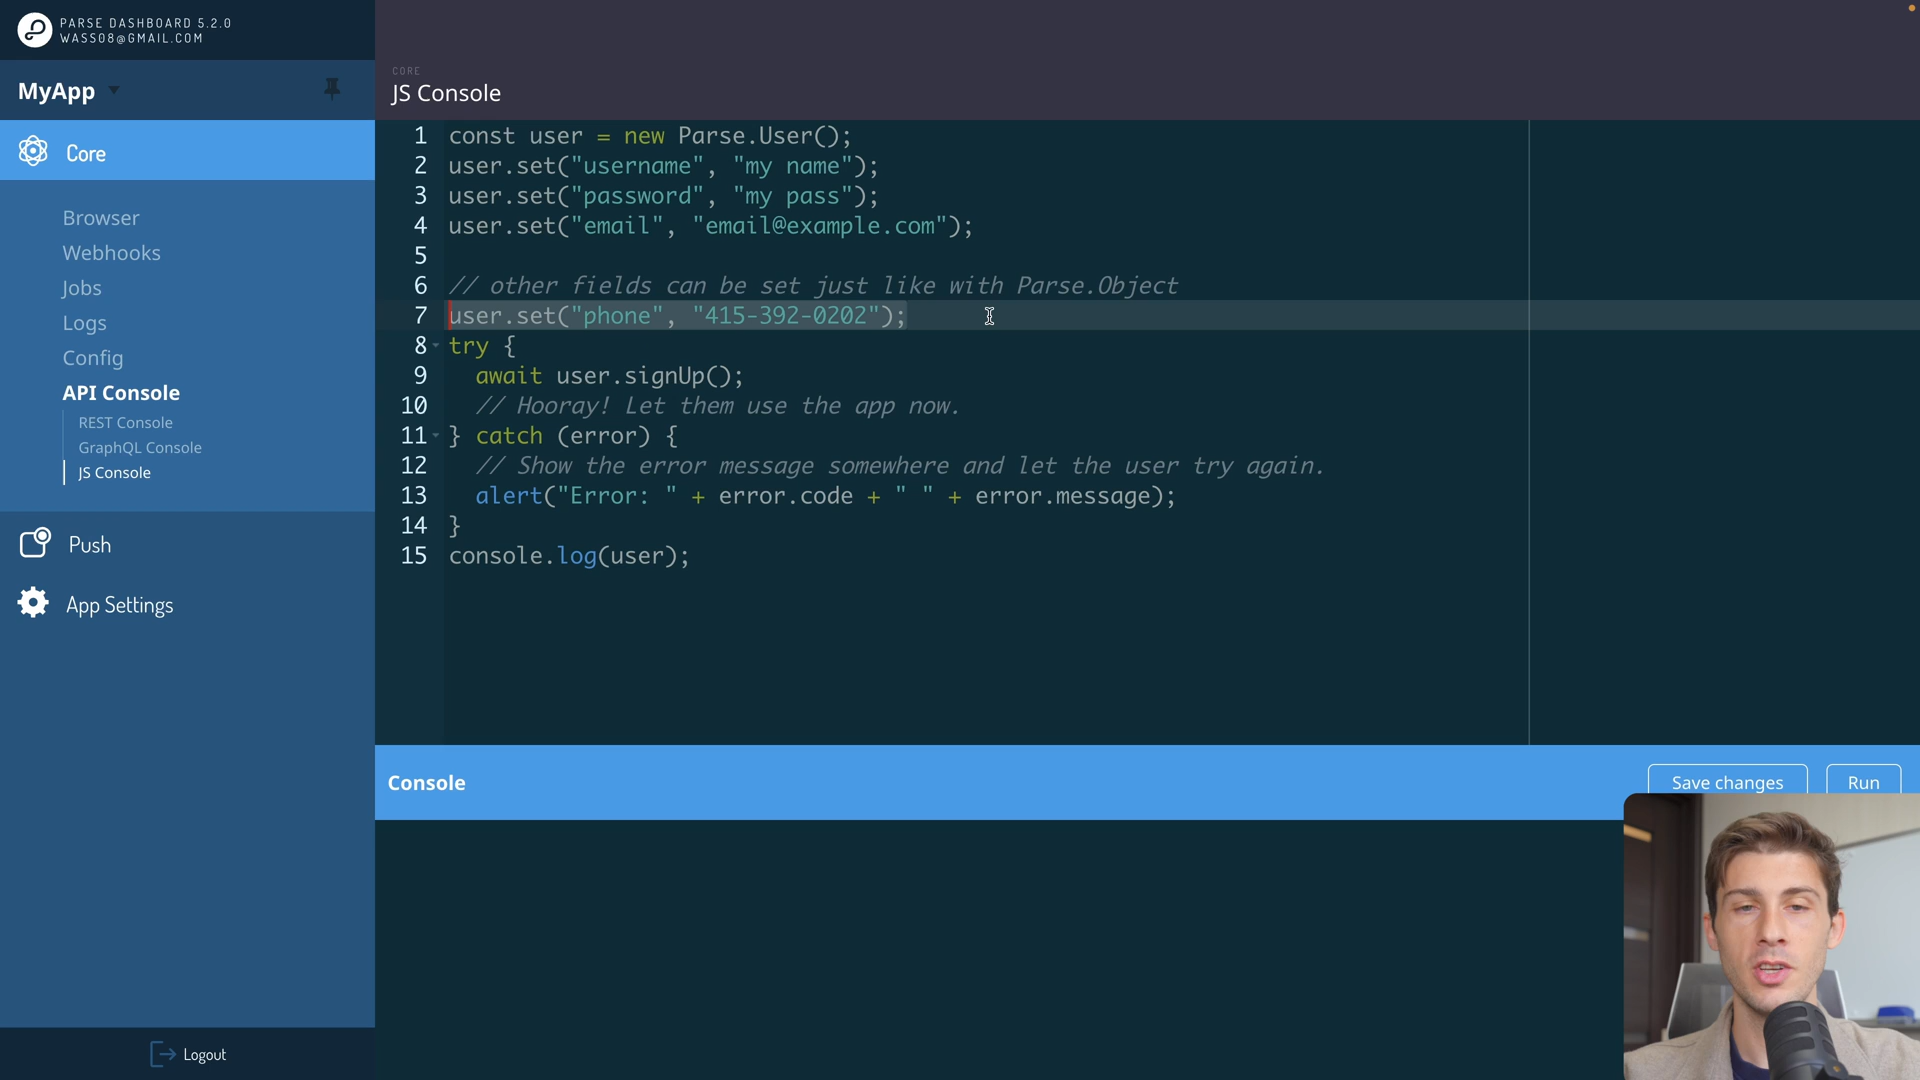 PARSE DASHBOARD 5.2.0
WASS08@GMAIL.COM
MyApp
Core
Browser
Webhooks
Jobs
Logs
Config
API Console
REST Console
GraphQL Console
JS Console
Push
App Settings
Logout
CORE
JS Console
1 const user = new Parse.User();
2 user.set("username", "my name");
3 user.set("password", "my pass");
4 user.set("email", "email@example.com");
5
6 // other fields can be set just like with Parse.Object
7 user.set("phone", "415-392-0202");
8 try {
9   await user.signUp();
10   // Hooray! Let them use the app now.
11 } catch (error) {
12   // Show the error message somewhere and let the user try again.
13   alert("Error: " + error.code + " " + error.message);
14 }
15 console.log(user);
Console
Save changes
Run